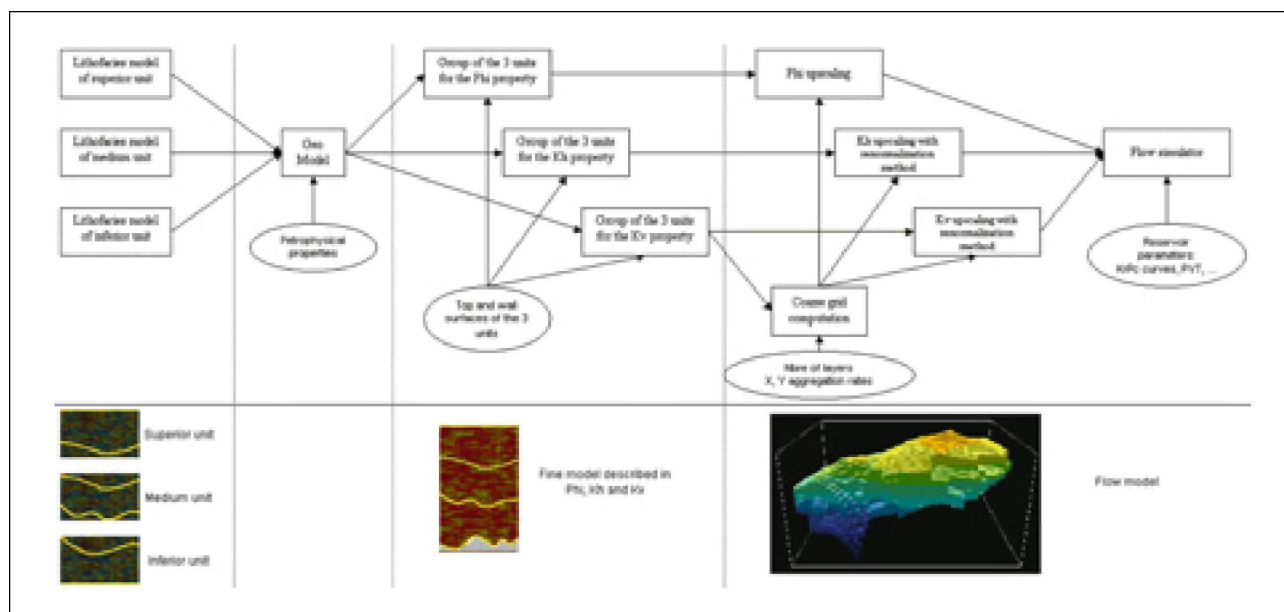 Lithofacies model
of superior unit
Lithofacies model
of medium unit
Lithofacies model
of inferior unit
Geo
Model
Petrophysical
properties
Group of the 3 units
for the Phi property
Group of the 3 units
for the Kh property
Group of the 3 units
for the Kv property
Top and wall
surfaces of the 3
units
Phi upscaling
Kh upscaling with
renormalization
method
Kv upscaling with
renormalization
method
Coarse grid
computation
of layers
X, Y aggregation rates
Flow simulator
Reservoir
parameters:
Kr/Pc curves, PVT, ...
Superior unit
Medium unit
Inferior unit
Fine model described in
Phi, Kh and Kv
Flow model